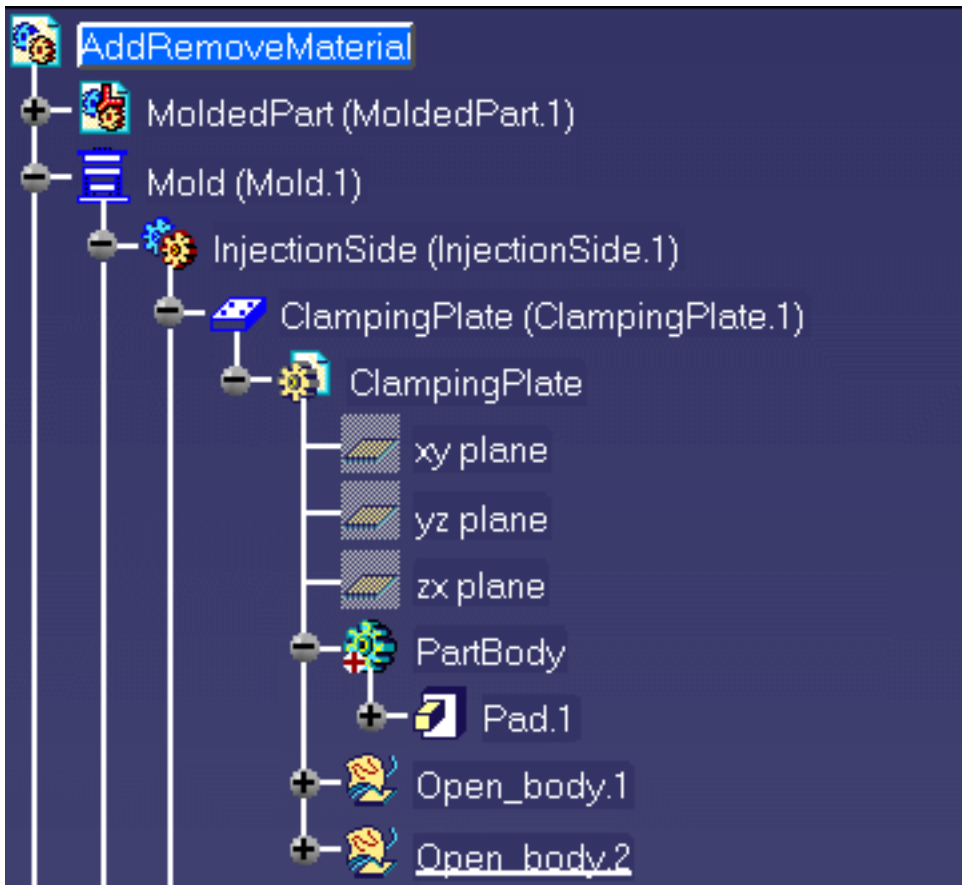 AddRemoveMaterial
MoldedPart (MoldedPart.1)
Mold (Mold.1)
InjectionSide (InjectionSide.1)
ClampingPlate (ClampingPlate.1)
ClampingPlate
xy plane
yz plane
zx plane
PartBody
Pad.1
Open_body.1
Open_body.2